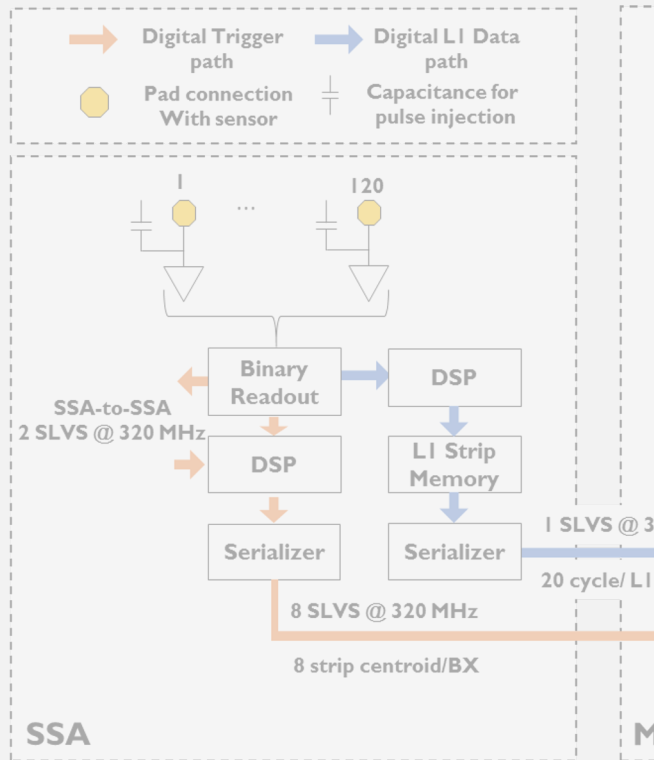 Digital Trigger
path
Digital L1 Data
path
Pad connection
With sensor
Capacitance for
pulse injection
1
...
120
Binary
Readout
DSP
SSA-to-SSA
2 SLVS @ 320 MHz
DSP
L1 Strip
Memory
Serializer
Serializer
1 SLVS @ 3
20 cycle/ L1
8 SLVS @ 320 MHz
8 strip centroid/BX
SSA
M